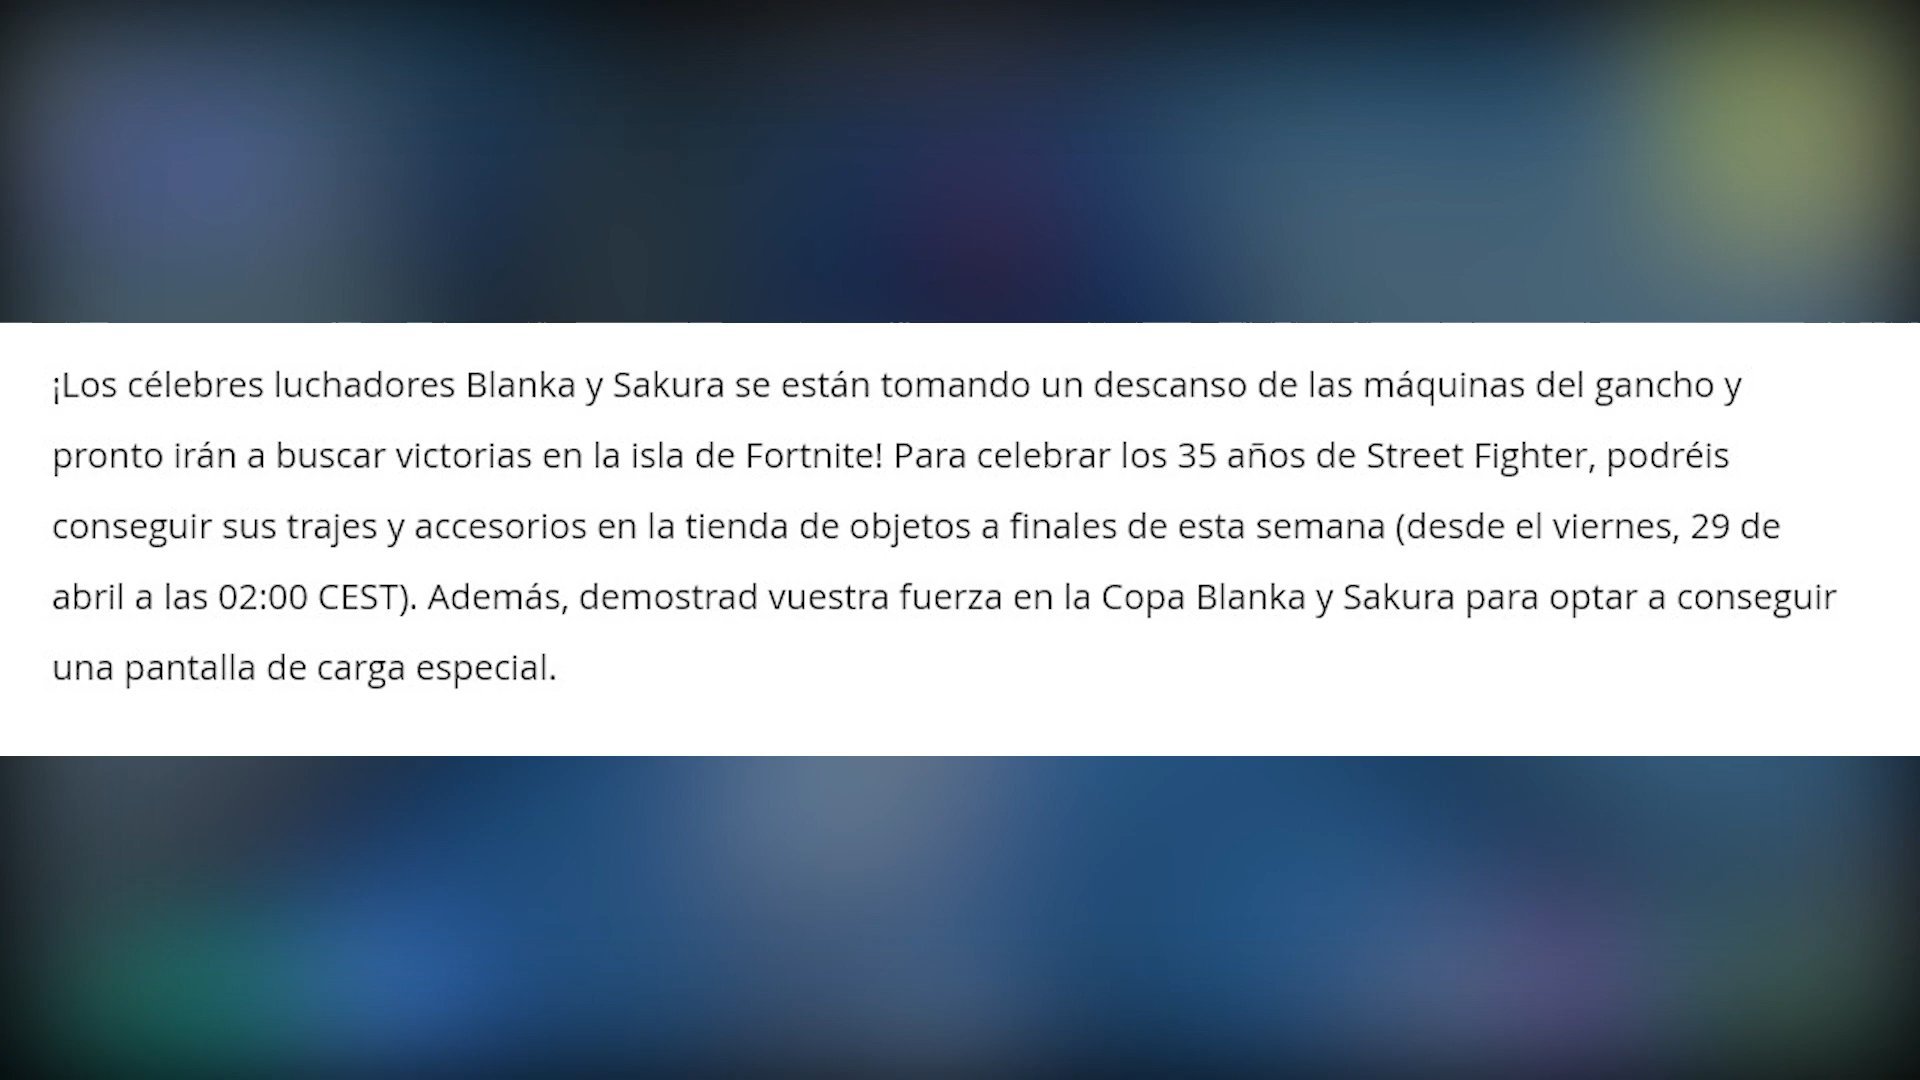 ¡Los célebres luchadores Blanka y Sakura se están tomando un descanso de las máquinas del gancho y
pronto irán a buscar victorias en la isla de Fortnite! Para celebrar los 35 años de Street Fighter, podréis
conseguir sus trajes y accesorios en la tienda de objetos a finales de esta semana (desde el viernes, 29 de
abril a las 02:00 CEST). Además, demostrad vuestra fuerza en la Copa Blanka y Sakura para optar a conseguir
una pantalla de carga especial.